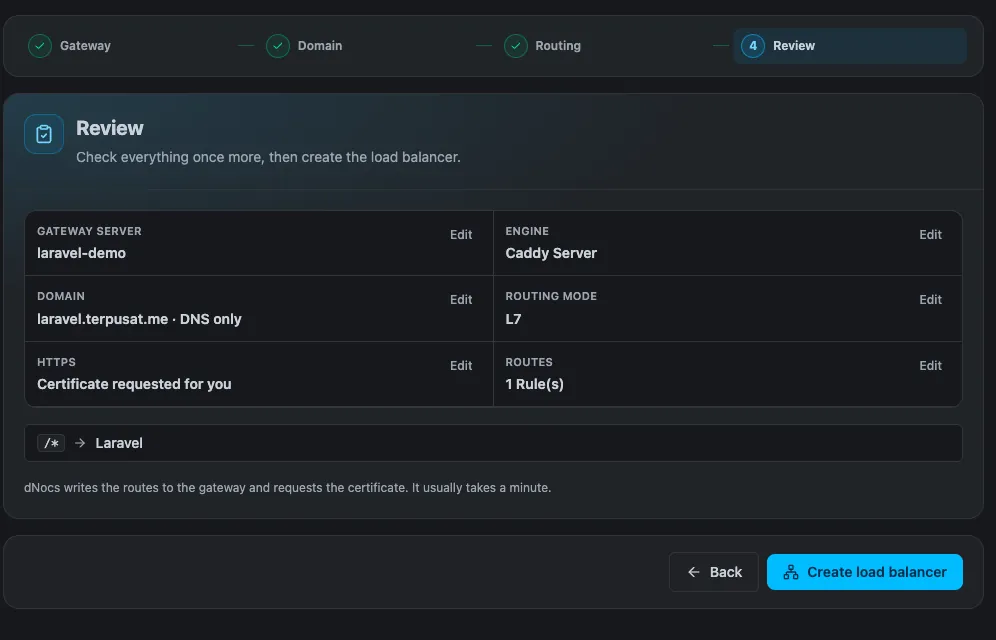 Gateway
Domain
Routing
4 Review
Review
Check everything once more, then create the load balancer.
GATEWAY SERVER
Edit
laravel-demo
ENGINE
Edit
Caddy Server
DOMAIN
Edit
laravel.terpusat.me · DNS only
ROUTING MODE
Edit
L7
HTTPS
Edit
Certificate requested for you
ROUTES
Edit
1 Rule(s)
/* → Laravel
dNocs writes the routes to the gateway and requests the certificate. It usually takes a minute.
← Back
Create load balancer